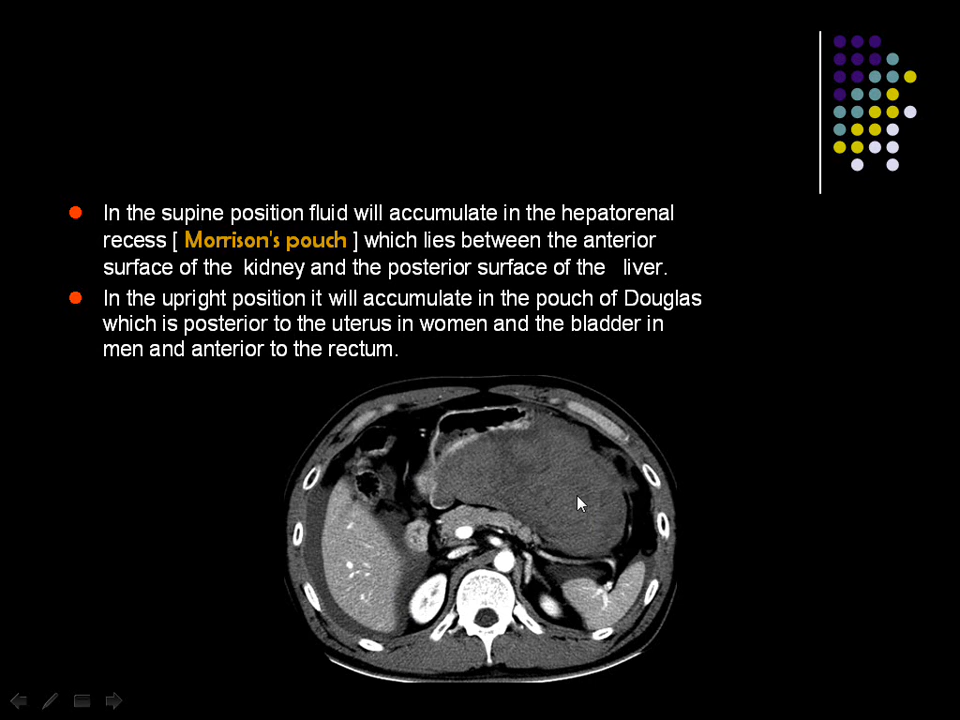 In the supine position fluid will accumulate in the hepatorenal
recess [ Morrison's pouch ] which lies between the anterior
surface of the kidney and the posterior surface of the liver.
In the upright position it will accumulate in the pouch of Douglas
which is posterior to the uterus in women and the bladder in
men and anterior to the rectum.